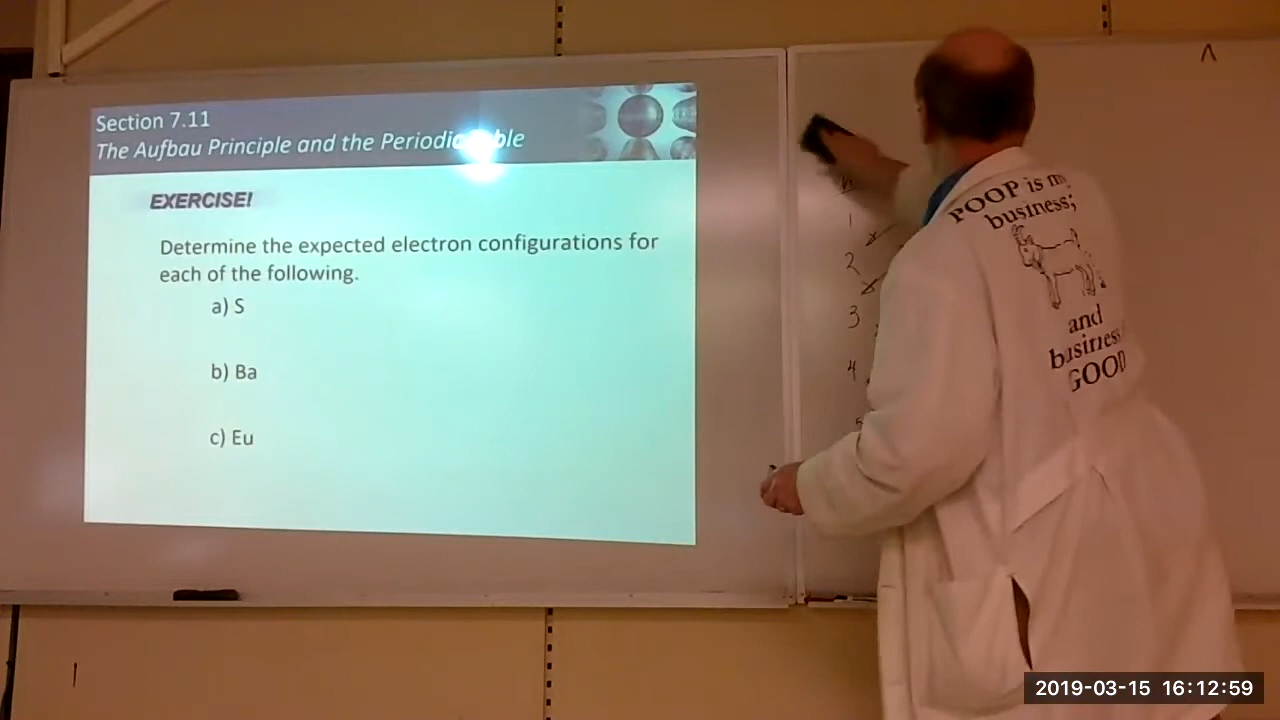 Section 7.11
The Aufbau Principle and the Periodic
EXERCISE!
Determine the expected electron configurations for
each of the following.
a) S
b) Ba
c) Eu
1
2
3
4
POOP is
business;
and
business
GOOD
2019-03-15 16:12:59